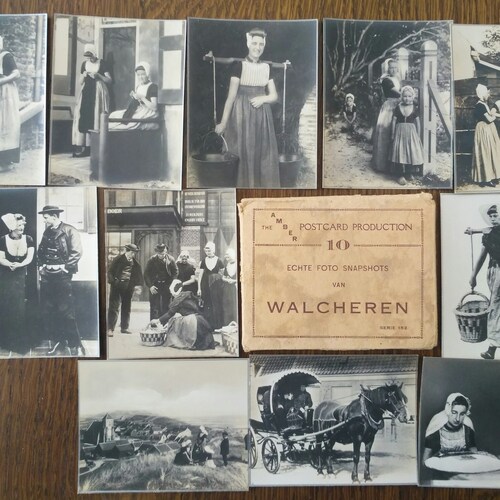 THE AMBER POSTCARD PRODUCTION
10
ECHTE FOTO SNAPSHOTS
VAN
WALCHEREN